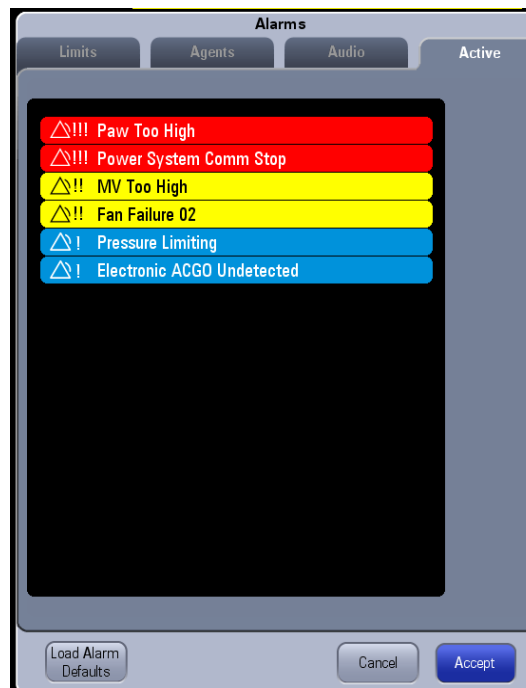 Alarms
Limits
Agents
Audio
Active
!!! Paw Too High
!!! Power System Comm Stop
!! MV Too High
!! Fan Failure 02
! Pressure Limiting
! Electronic ACGO Undetected
Load Alarm
Defaults
Cancel
Accept